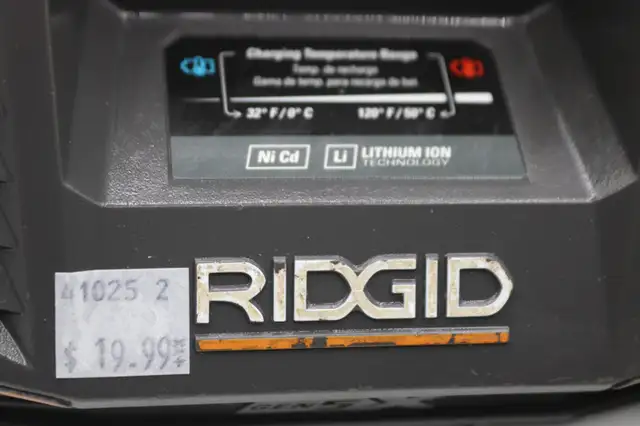 Charging Temperature Range
Temp. de recharge
Gama de temp. para recarga de bat.
32° F / 0° C 120° F / 50° C
Ni Cd Li LITHIUM ION
TECHNOLOGY
RIDGID
41025 2
$ 19.99